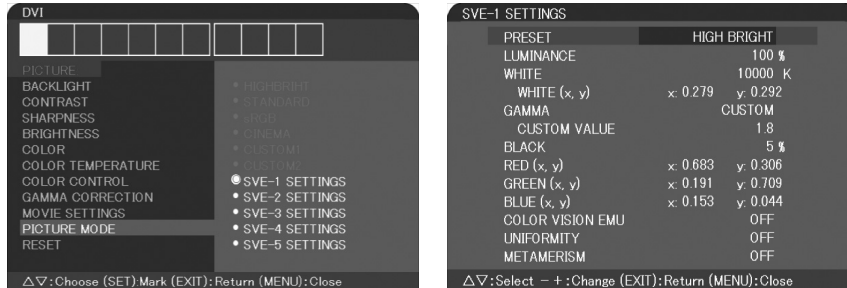 DVI
PICTURE
BACKLIGHT
CONTRAST
SHARPNESS
BRIGHTNESS
COLOR
COLOR TEMPERATURE
COLOR CONTROL
GAMMA CORRECTION
MOVIE SETTINGS
PICTURE MODE
RESET
• HIGHBRIHT
• STANDARD
• sRGB
• CINEMA
• CUSTOM1
• CUSTOM2
SVE-1 SETTINGS
• SVE-2 SETTINGS
• SVE-3 SETTINGS
• SVE-4 SETTINGS
• SVE-5 SETTINGS
△▽:Choose (SET):Mark (EXIT):Return (MENU):Close
SVE-1 SETTINGS
PRESET HIGH BRIGHT
LUMINANCE 100 %
WHITE 10000 K
WHITE (x, y) x: 0.279 y: 0.292
GAMMA CUSTOM
CUSTOM VALUE 1.8
BLACK 5 %
RED (x, y) x: 0.683 y: 0.306
GREEN (x, y) x: 0.191 y: 0.709
BLUE (x, y) x: 0.153 y: 0.044
COLOR VISION EMU OFF
UNIFORMITY OFF
METAMERISM OFF
△▽:Select − +:Change (EXIT):Return (MENU):Close